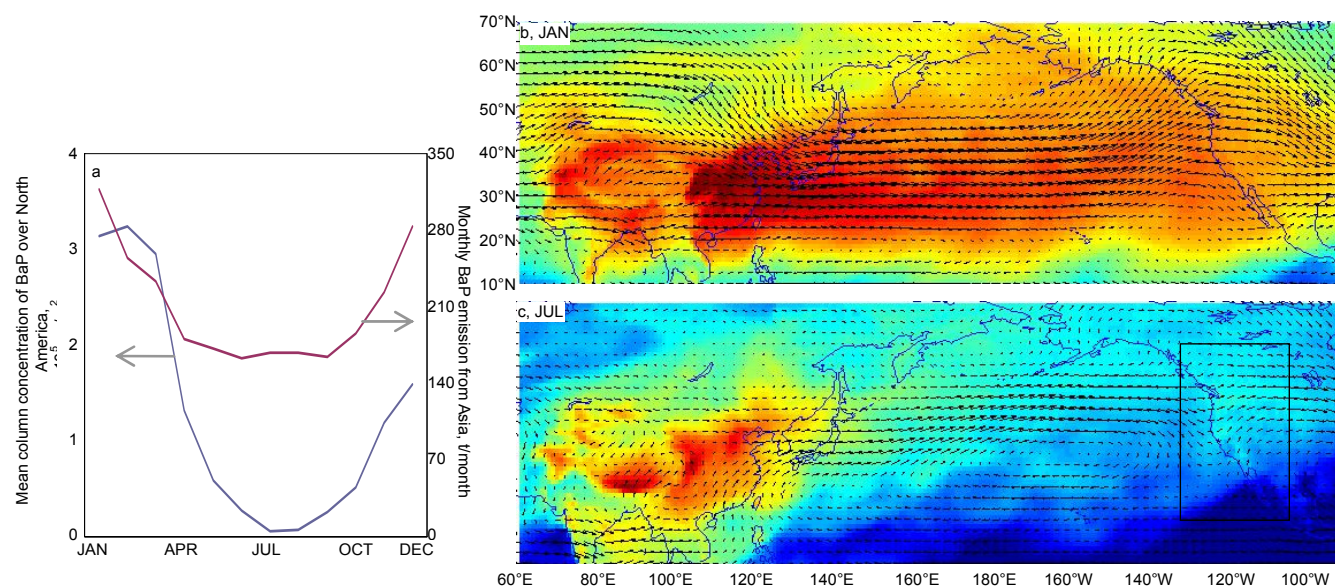 a
4
3
2
1
0
350
280
210
140
70
0
JAN
APR
JUL
OCT
DEC
Mean column concentration of BaP over North
America,
Monthly BaP emission from Asia, t/month
b, JAN
70°N
60°N
50°N
40°N
30°N
20°N
10°N
c, JUL
60°E
80°E
100°E
120°E
140°E
160°E
180°E
160°W
140°W
120°W
100°W